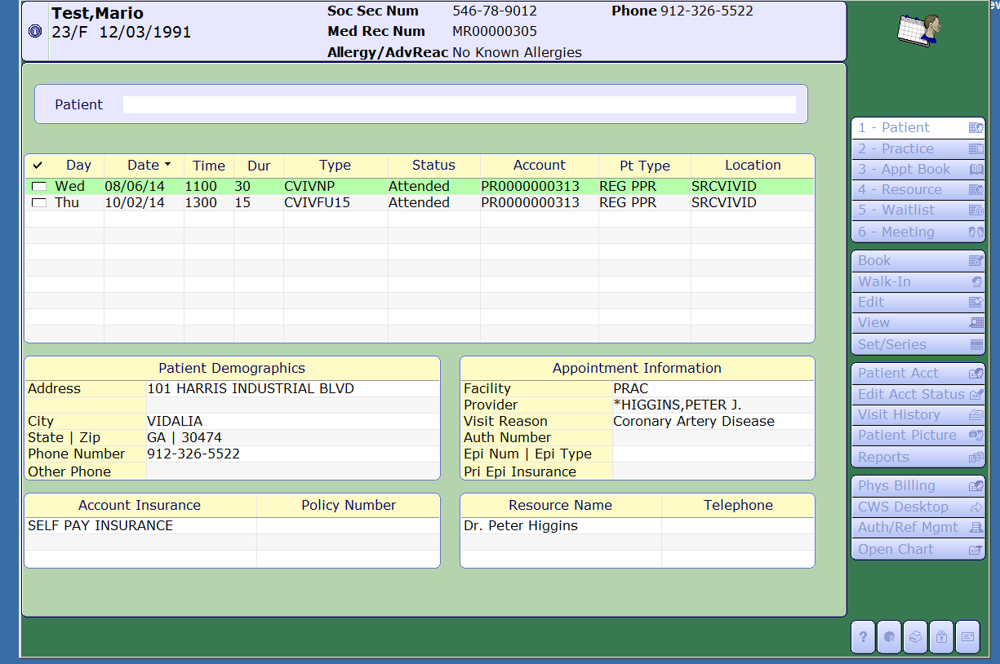 Test,Mario
23/F 12/03/1991
Soc Sec Num 546-78-9012 Phone 912-326-5522
Med Rec Num MR00000305
Allergy/AdvReac No Known Allergies
Patient
Day Date Time Dur Type Status Account Pt Type Location
Wed 08/06/14 1100 30 CVIVNP Attended PR0000000313 REG PPR SRCVIVID
Thu 10/02/14 1300 15 CVIVFU15 Attended PR0000000313 REG PPR SRCVIVID
Patient Demographics
Address 101 HARRIS INDUSTRIAL BLVD
City VIDALIA
State | Zip GA | 30474
Phone Number 912-326-5522
Other Phone
Appointment Information
Facility PRAC
Provider *HIGGINS,PETER J.
Visit Reason Coronary Artery Disease
Auth Number
Epi Num | Epi Type
Pri Epi Insurance
Account Insurance Policy Number
SELF PAY INSURANCE
Resource Name Telephone
Dr. Peter Higgins
1 - Patient
2 - Practice
3 - Appt Book
4 - Resource
5 - Waitlist
6 - Meeting
Book
Walk-In
Edit
View
Set/Series
Patient Acct
Edit Acct Status
Visit History
Patient Picture
Reports
Phys Billing
CWS Desktop
Auth/Ref Mgmt
Open Chart
?